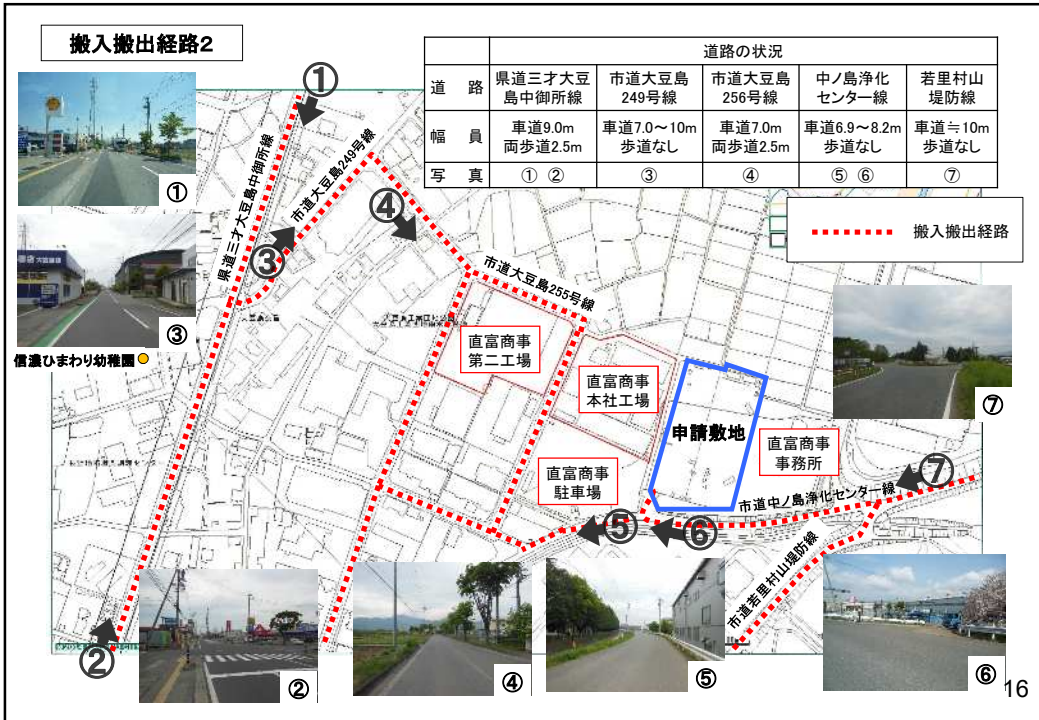 搬入搬出経路2
道路の状況
道 路 県道三才大豆島中御所線 市道大豆島249号線 市道大豆島256号線 中ノ島浄化センター線 若里村山堤防線
幅 員 車道9.0m 両歩道2.5m 車道7.0～10m 歩道なし 車道7.0m 両歩道2.5m 車道6.9～8.2m 歩道なし 車道≒10m 歩道なし
写 真 ① ② ③ ④ ⑤ ⑥ ⑦
搬入搬出経路
①
①
県道三才大豆島中御所線
市道大豆島249号線
④
③
③
信濃ひまわり幼稚園
市道大豆島255号線
直富商事
第二工場
直富商事
本社工場
申請敷地
直富商事
事務所
直富商事
駐車場
⑦
⑦
市道中ノ島浄化センター線
⑤
⑥
市道若里村山堤防線
②
②
④
⑤
⑥
16